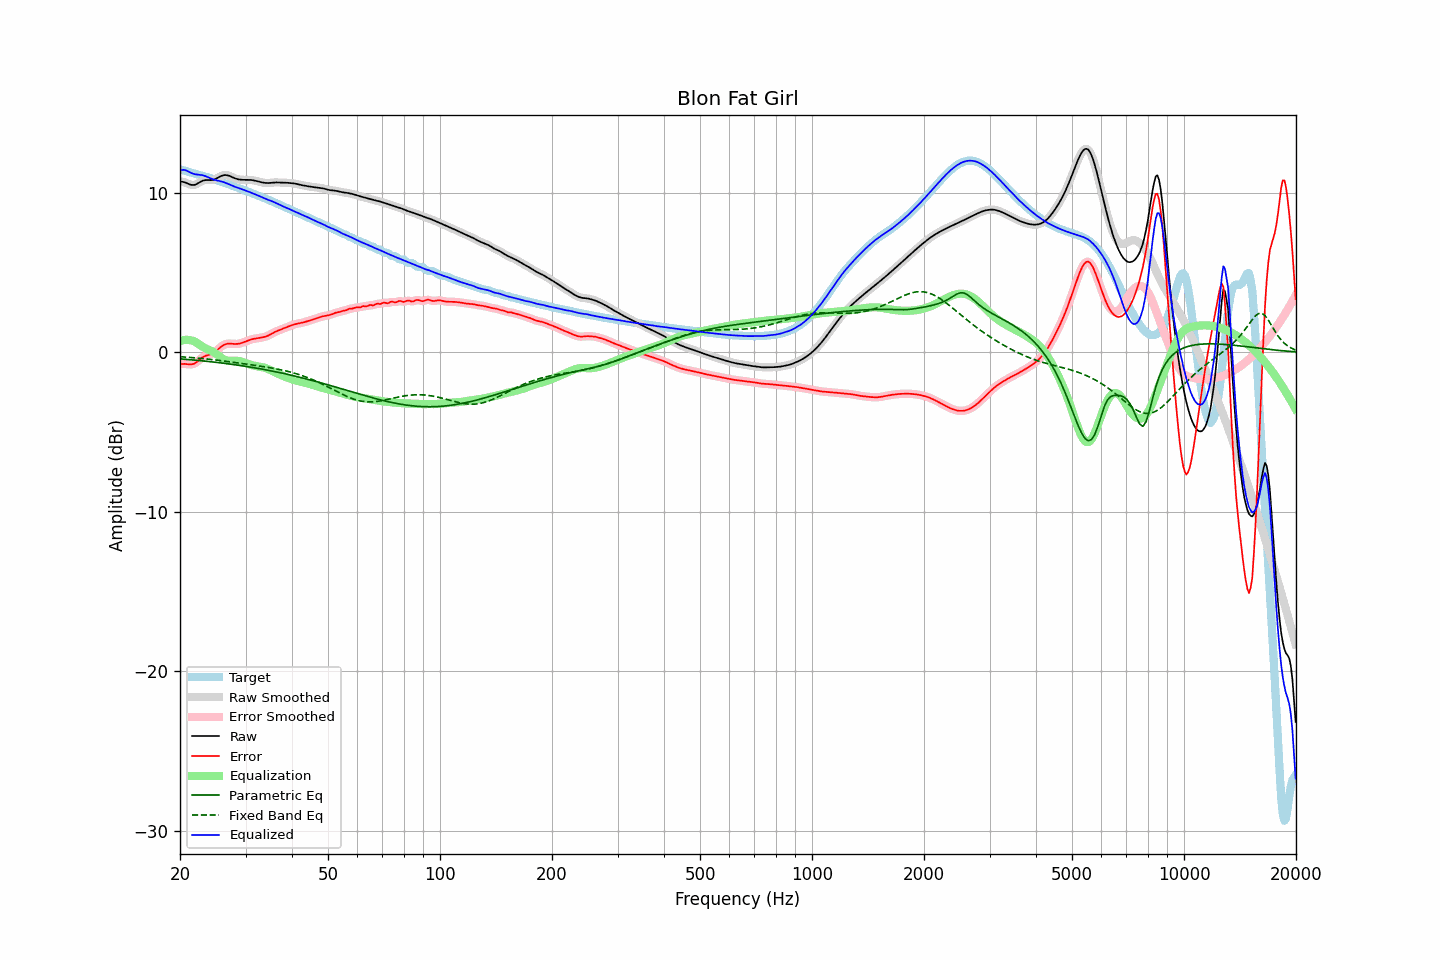 Blon Fat Girl
Amplitude (dBr)
10
0
−10
−20
−30
Target
Raw Smoothed
Error Smoothed
Raw
Error
Equalization
Parametric Eq
Fixed Band Eq
Equalized
20 50 100 200 500 1000 2000 5000 10000 20000
Frequency (Hz)